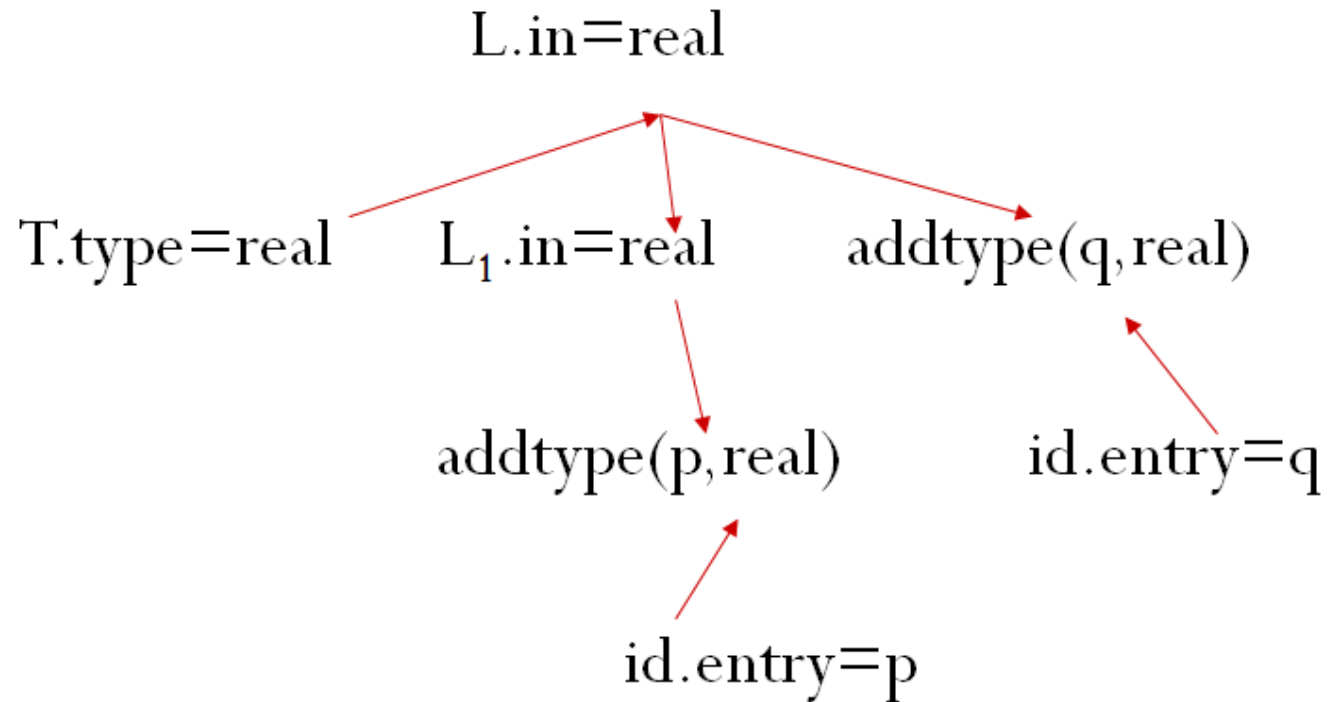 L.in=real
T.type=real L₁.in=real addtype(q,real)
addtype(p,real) id.entry=q
id.entry=p